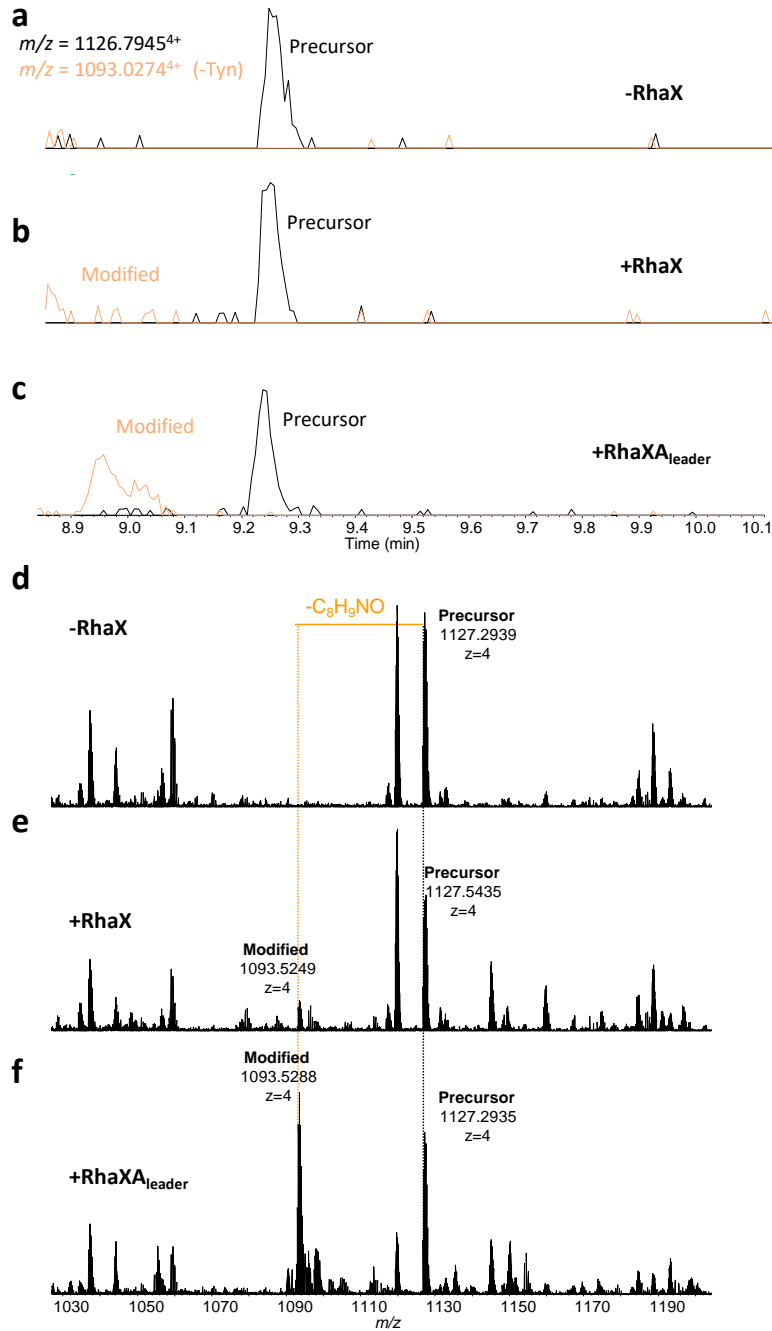 a
m/z = 1126.7945⁴⁺
m/z = 1093.0274⁴⁺ (-Tyn)
Precursor
-RhaX
b
Precursor
Modified
+RhaX
c
Modified
Precursor
+RhaXA_leader
8.9 9.0 9.1 9.2 9.3 9.4 9.5 9.6 9.7 9.8 9.9 10.0 10.1
Time (min)
d
-RhaX
-C₈H₉NO
Precursor
1127.2939
z=4
e
+RhaX
Modified
1093.5249
z=4
Precursor
1127.5435
z=4
f
+RhaXA_leader
Modified
1093.5288
z=4
Precursor
1127.2935
z=4
1030 1050 1070 1090 1110 1130 1150 1170 1190
m/z